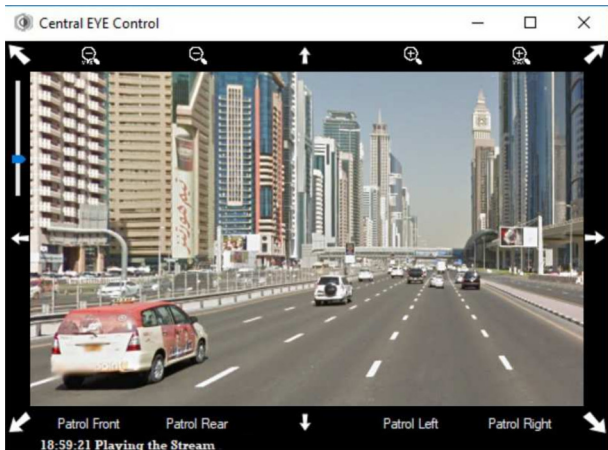 Central EYE Control
Patrol Front
Patrol Rear
Patrol Left
Patrol Right
18:59:21 Playing the Stream